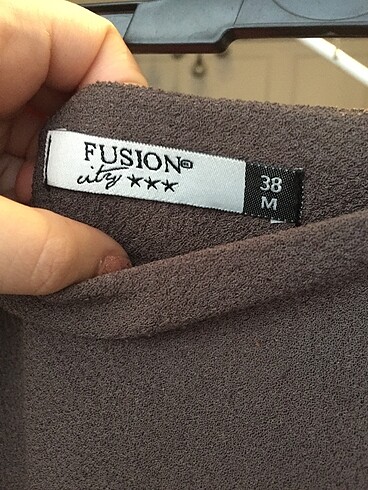 FUSION
city ★★★
38
M